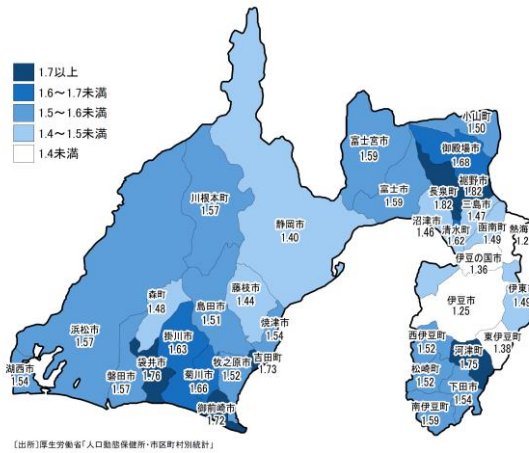 1.7以上
1.6～1.7未満
1.5～1.6未満
1.4～1.5未満
1.4未満
小山町
1.50
御殿場市
1.68
富士宮市
1.59
裾野市
1.82
長泉町
1.82
三島市
1.47
富士市
1.59
沼津市
1.46
清水町
1.62
函南町
1.49
熱海
1.2
川根本町
1.57
静岡市
1.40
伊豆の国市
1.36
伊東市
1.49
伊豆市
1.25
森町
1.48
藤枝市
1.44
島田市
1.51
焼津市
1.54
浜松市
1.57
掛川市
1.63
吉田町
1.73
牧之原市
1.52
西伊豆町
1.52
河津町
1.75
東伊豆町
1.38
湖西市
1.54
磐田市
1.57
袋井市
1.76
菊川市
1.66
松崎町
1.52
下田市
1.54
御前崎市
1.72
南伊豆町
1.59
［出所］厚生労働省「人口動態保健所・市区町村別統計」